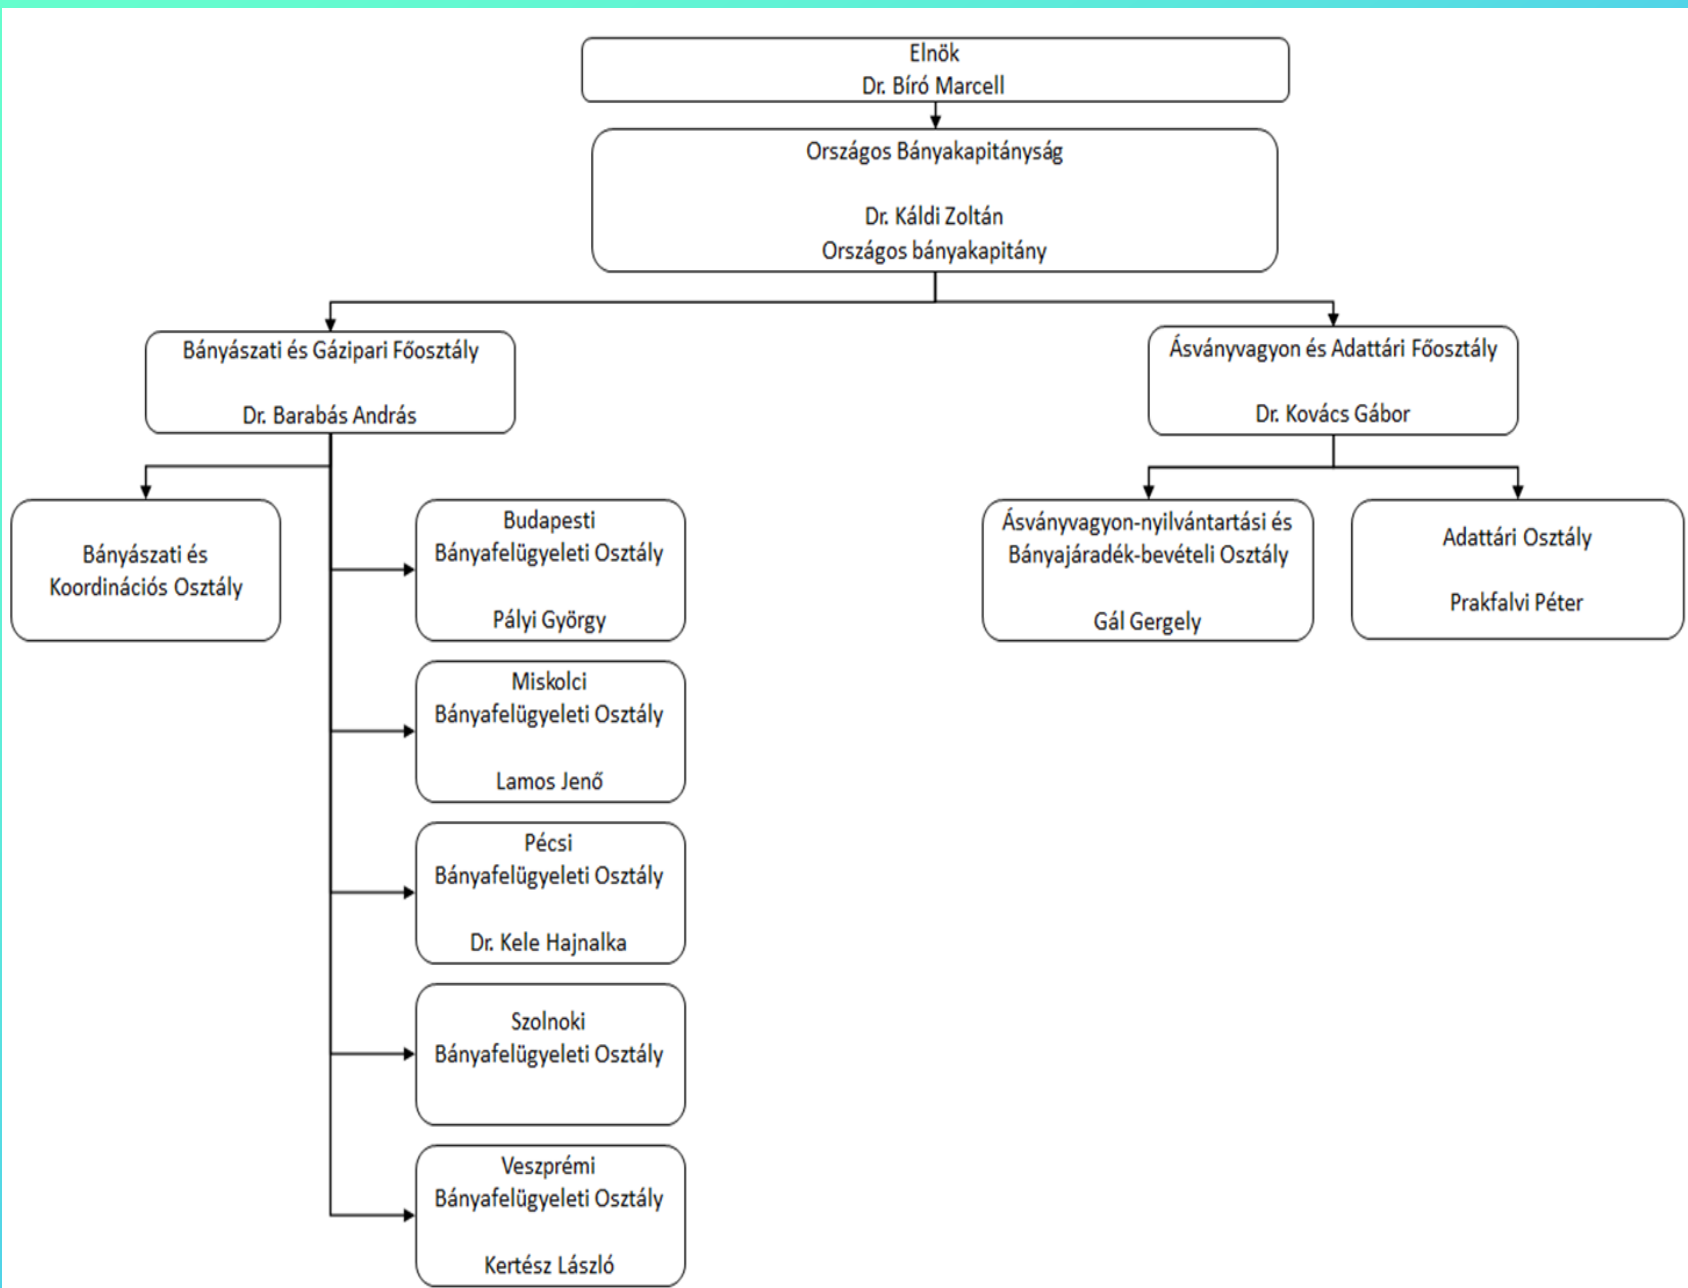 Elnök
Dr. Bíró Marcell
Országos Bányakapitányság
Dr. Káldi Zoltán
Országos bányakapitány
Bányászati és Gázipari Főosztály
Dr. Barabás András
Ásványvagyon és Adattári Főosztály
Dr. Kovács Gábor
Bányászati és
Koordinációs Osztály
Budapesti
Bányafelügyeleti Osztály
Pályi György
Miskolci
Bányafelügyeleti Osztály
Lamos Jenő
Pécsi
Bányafelügyeleti Osztály
Dr. Kele Hajnalka
Szolnoki
Bányafelügyeleti Osztály
Veszprémi
Bányafelügyeleti Osztály
Kertész László
Ásványvagyon-nyilvántartási és
Bányajáradék-bevételi Osztály
Gál Gergely
Adattári Osztály
Prakfalvi Péter